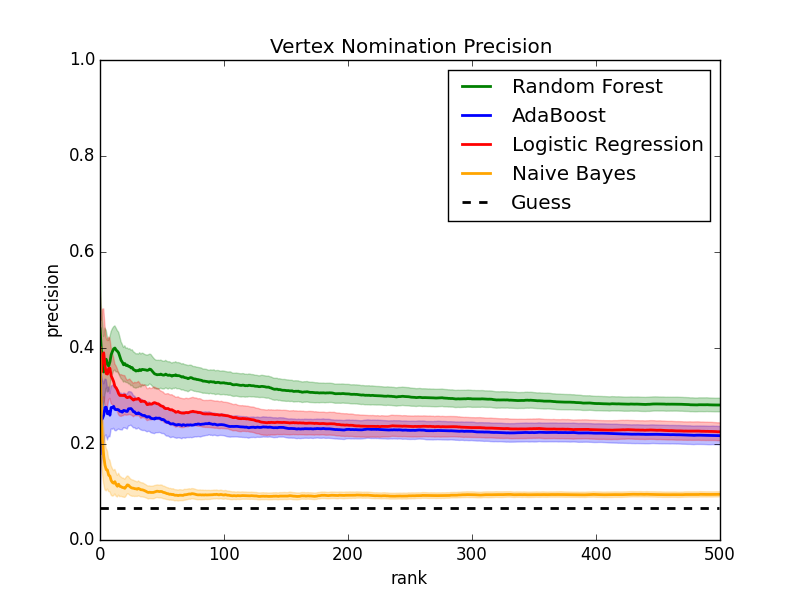 Vertex Nomination Precision
1.0
0.8
0.6
0.4
0.2
0.0
precision
0
100
200
300
400
500
rank
Random Forest
AdaBoost
Logistic Regression
Naive Bayes
Guess